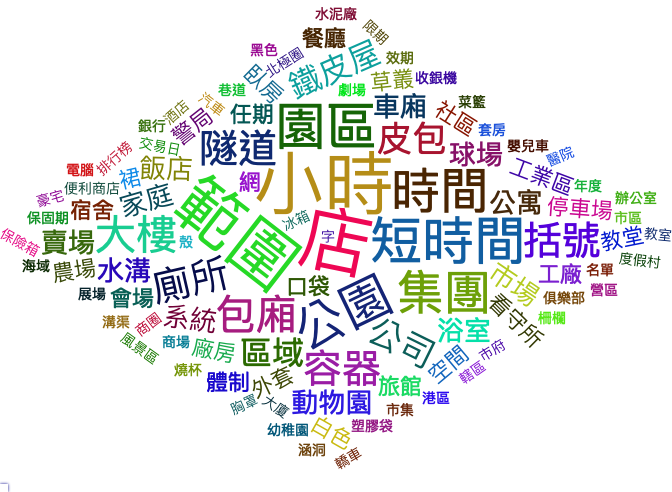 水泥廠
限期
餐廳
黑色
北極圈
鐵皮屋
效期
臥房
草叢
收銀機
巷道
劇場
汽車
酒店
任期
車廂
菜籃
社區
套房
銀行
警局
園區
皮包
嬰兒車
交易日
隧道
球場
醫院
排行榜
飯店
小時
工業區
電腦
裙
網
時間
年度
便利商店
家庭
豪宅
宿舍
範圍
公寓
停車場
辦公室
保固期
市區
賣場
大樓
冰箱
店
短時間
括號
教堂
教室
保險箱
殼
字
度假村
海域
農場
水溝
廁所
口袋
集團
市場
工廠
名單
展場
會場
營區
俱樂部
看守所
溝渠
商圈
系統
包廂
公園
公司
浴室
柵欄
風景區
商場
廠房
區域
容器
空間
市府
轄區
燒杯
體制
外套
旅館
港區
胸罩
大廈
動物園
市集
幼稚園
白色
塑膠袋
涵洞
轎車